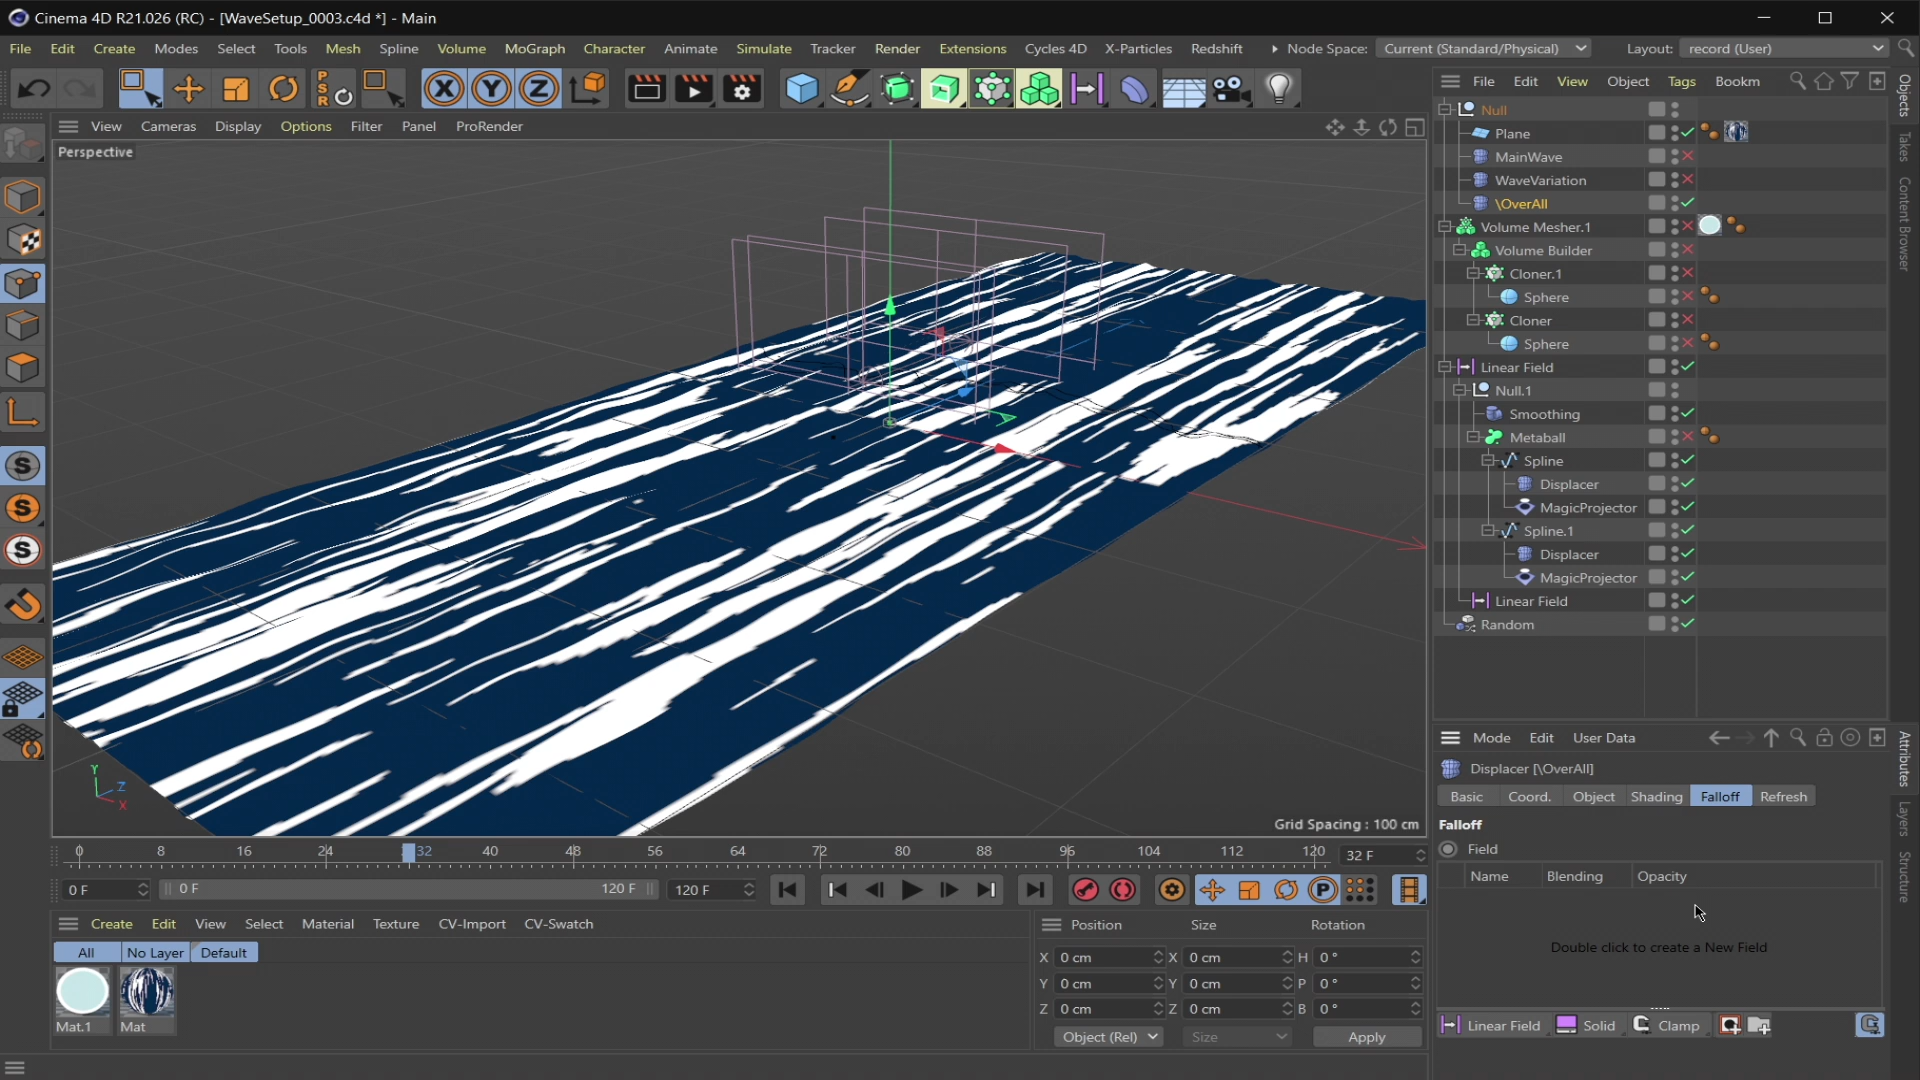 Cinema 4D R21.026 (RC) - [WaveSetup_0003.c4d *] - Main
File Edit Create Modes Select Tools Mesh Spline Volume MoGraph Character Animate Simulate Tracker Render Extensions Cycles 4D X-Particles Redshift Node Space: Current (Standard/Physical) Layout: record (User)
PSR X Y Z
File Edit View Object Tags Bookm
View Cameras Display Options Filter Panel ProRender
Perspective
Null
Plane
MainWave
WaveVariation
\OverAll
Volume Mesher.1
Volume Builder
Cloner.1
Sphere
Cloner
Sphere
Linear Field
Null.1
Smoothing
Metaball
Spline
Displacer
MagicProjector
Spline.1
Displacer
MagicProjector
Linear Field
Random
Objects
Takes
Content Browser
S
S
S
Y
Z
X
Grid Spacing : 100 cm
Mode Edit User Data
Displacer [\OverAll]
Basic Coord. Object Shading Falloff Refresh
Falloff
Field
Name Blending Opacity
Double click to create a New Field
Linear Field Solid Clamp
Attributes
Layers
Structure
0 8 16 24 32 40 48 56 64 72 80 88 96 104 112 120 32 F
0 F 0 F 120 F 120 F P
Create Edit View Select Material Texture CV-Import CV-Swatch
All No Layer Default
Mat.1 Mat
Position Size Rotation
X 0 cm X 0 cm H 0 °
Y 0 cm Y 0 cm P 0 °
Z 0 cm Z 0 cm B 0 °
Object (Rel) Size Apply